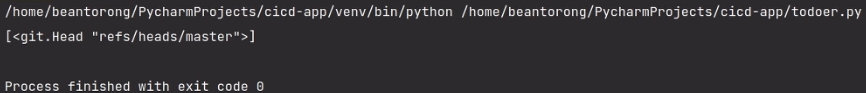 /home/beantorong/PycharmProjects/cicd-app/venv/bin/python /home/beantorong/PycharmProjects/cicd-app/todoer.py
[<git.Head "refs/heads/master">]
Process finished with exit code 0